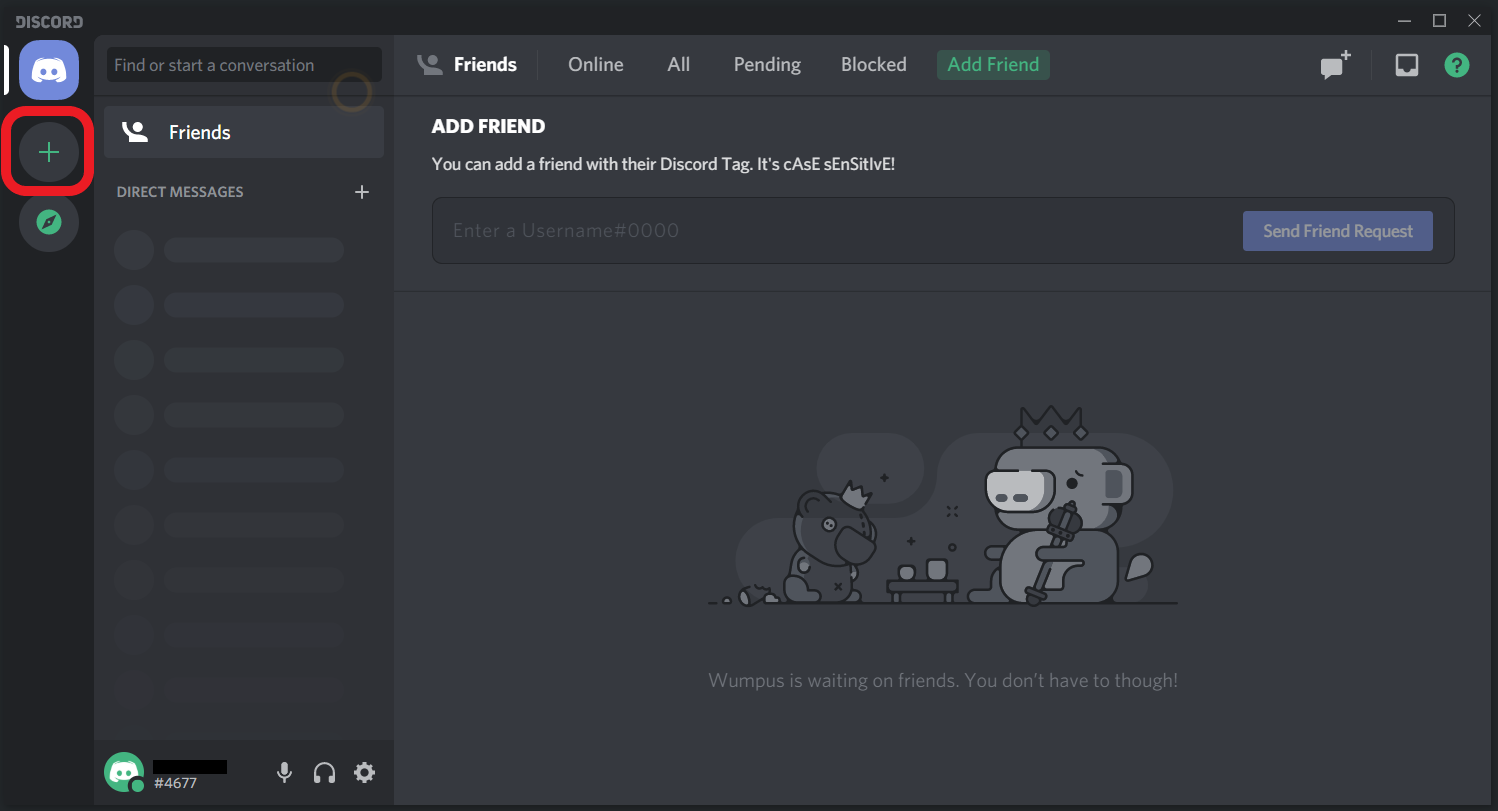 DISCORD
Find or start a conversation
Friends
Online
All
Pending
Blocked
Add Friend
Friends
DIRECT MESSAGES
ADD FRIEND
You can add a friend with their Discord Tag. It's cAsE sEnSitIvE!
Enter a Username#0000
Send Friend Request
Wumpus is waiting on friends. You don't have to though!
#4677